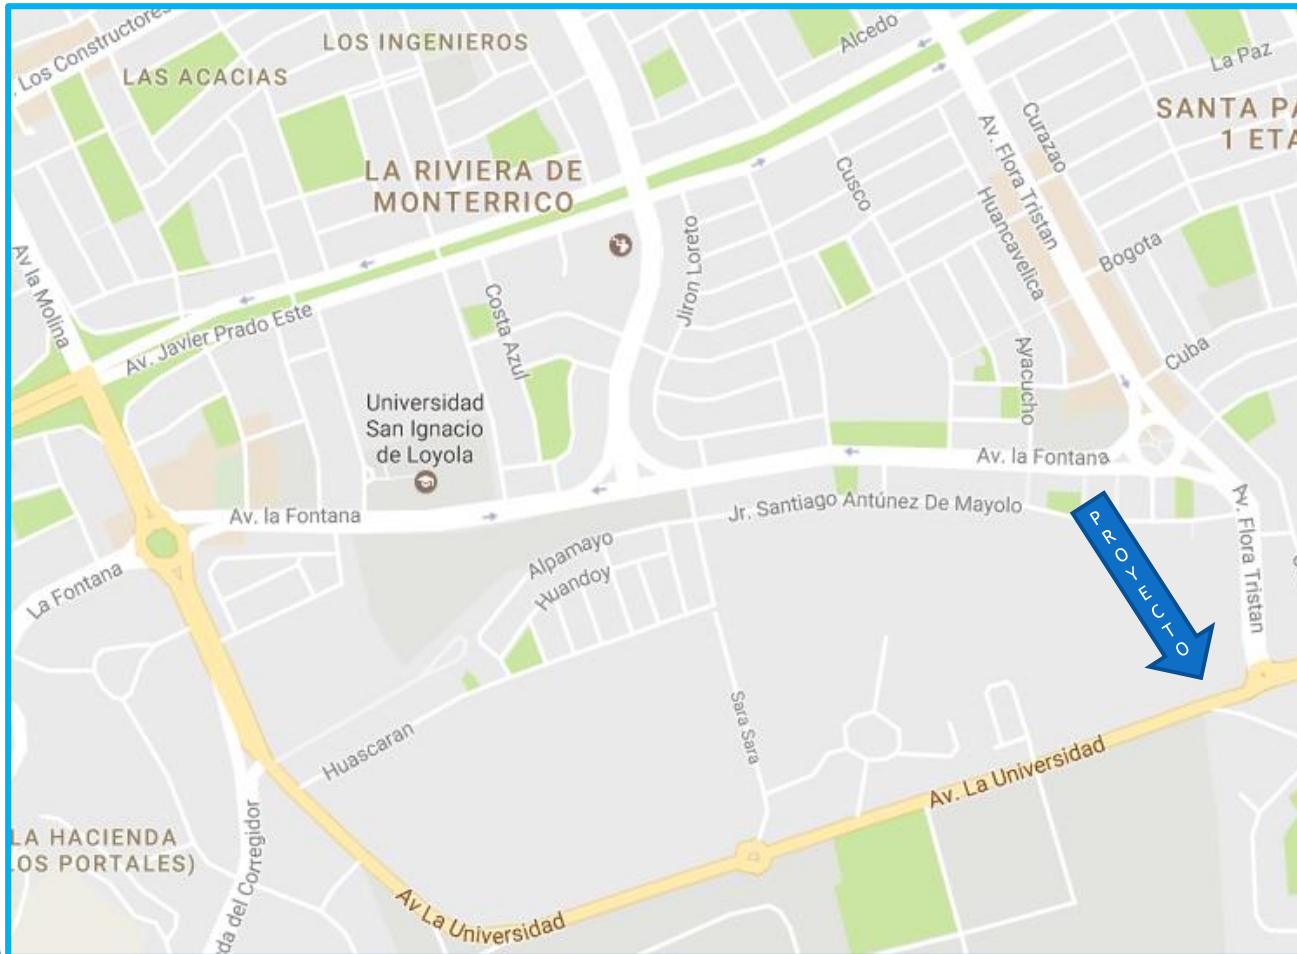 Los Constructores
LOS INGENIEROS
LAS ACACIAS
Alcedo
La Paz
SANTA PA
1 ETA
Curazao
Av. Flora Tristan
LA RIVIERA DE
MONTERRICO
Cusco
Huancavelica
Jiron Loreto
Bogota
Av la Molina
Costa Azul
Av. Javier Prado Este
Ayacucho
Cuba
Universidad
San Ignacio
de Loyola
Av. la Fontana
Av. la Fontana
Jr. Santiago Antúnez De Mayolo
Av. Flora Tristan
PROYECTO
Alpamayo
Huandoy
La Fontana
Sara Sara
Huascaran
Av. La Universidad
LA HACIENDA
LOS PORTALES)
da del Corregidor
Av La Universidad